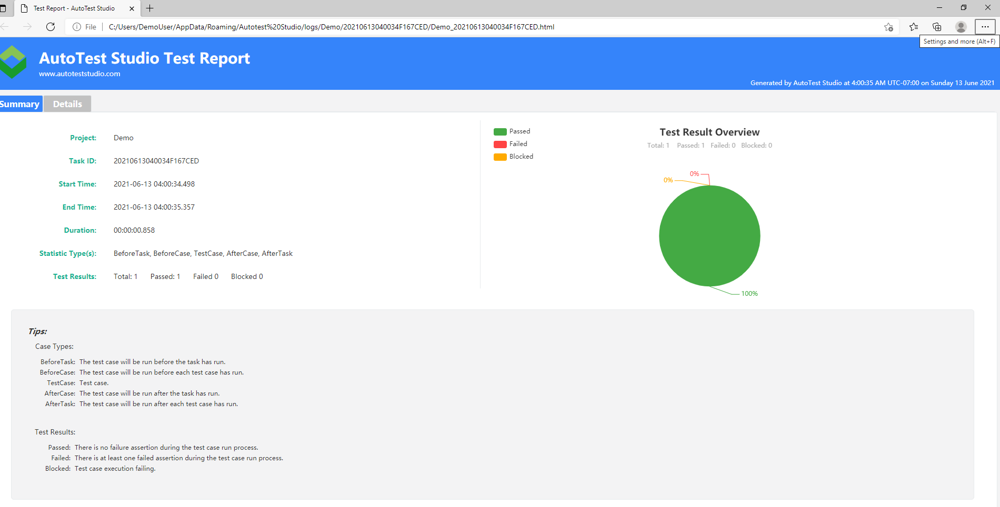 Test Report - AutoTest Studio
File
C:/Users/DemoUser/AppData/Roaming/Autotest%20Studio/logs/Demo/20210613040034F167CED/Demo_20210613040034F167CED.html
Settings and more (Alt+F)
AutoTest Studio Test Report
www.autoteststudio.com
Generated by AutoTest Studio at 4:00:35 AM UTC-07:00 on Sunday 13 June 2021
Summary Details
Project: Demo
Task ID: 20210613040034F167CED
Start Time: 2021-06-13 04:00:34.498
End Time: 2021-06-13 04:00:35.357
Duration: 00:00:00.858
Statistic Type(s): BeforeTask, BeforeCase, TestCase, AfterCase, AfterTask
Test Results: Total: 1 Passed: 1 Failed 0 Blocked 0
Passed
Failed
Blocked
Test Result Overview
Total: 1 Passed: 1 Failed: 0 Blocked: 0
0%
0%
100%
Tips:
Case Types:
BeforeTask: The test case will be run before the task has run.
BeforeCase: The test case will be run before each test case has run.
TestCase: Test case.
AfterCase: The test case will be run after the task has run.
AfterTask: The test case will be run after each test case has run.
Test Results:
Passed: There is no failure assertion during the test case run process.
Failed: There is at least one failed assertion during the test case run process.
Blocked: Test case execution failing.